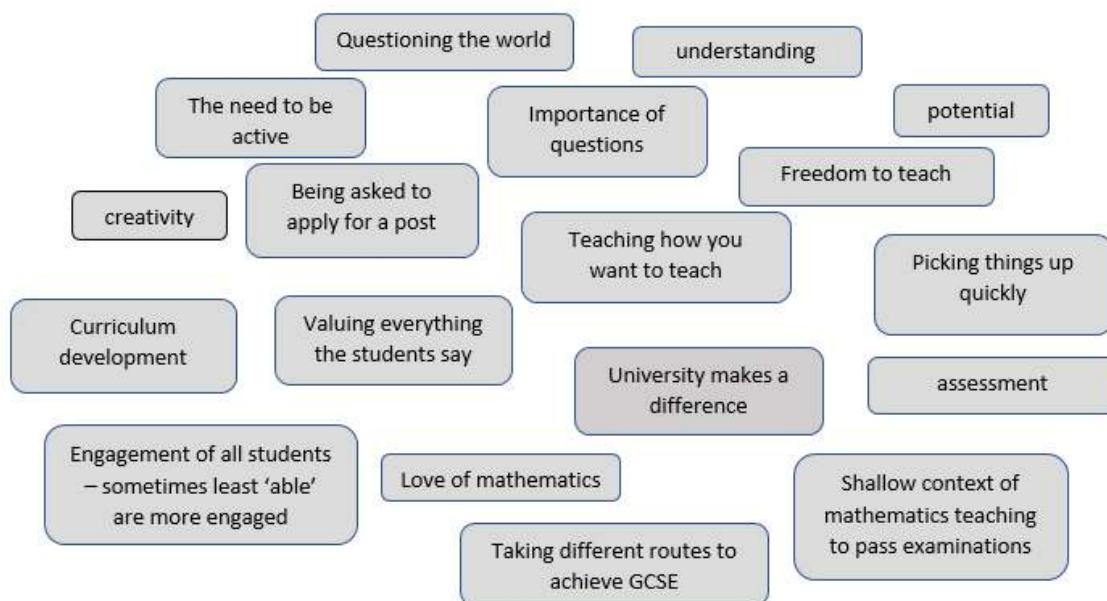 Questioning the world
understanding
The need to be
active
Importance of
questions
potential
Freedom to teach
Being asked to
apply for a post
creativity
Teaching how you
want to teach
Picking things up
quickly
Curriculum
development
Valuing everything
the students say
University makes a
difference
assessment
Engagement of all students
– sometimes least ‘able’
are more engaged
Love of mathematics
Shallow context of
mathematics teaching
to pass examinations
Taking different routes to
achieve GCSE